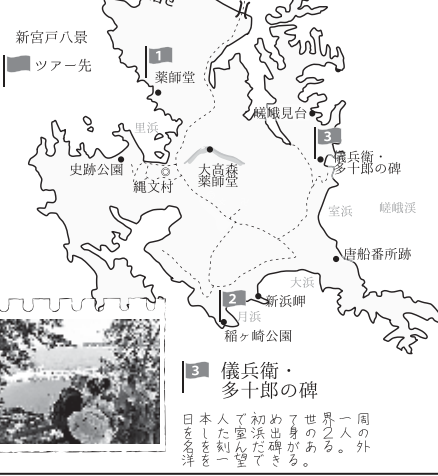 新宮戸八景
ツアー先
1
薬師堂
里浜
嵯峨見台
3
儀兵衛・
多十郎の碑
史跡公園
縄文村
大高森
薬師堂
室浜
嵯峨渓
唐船番所跡
大浜
新浜岬
2
月浜
稲ヶ崎公園
3
儀兵衛・
多十郎の碑
日本人で初めて世界一周
をした室浜出身の2人の
名を刻んだ碑がある。外
洋を一望できる。